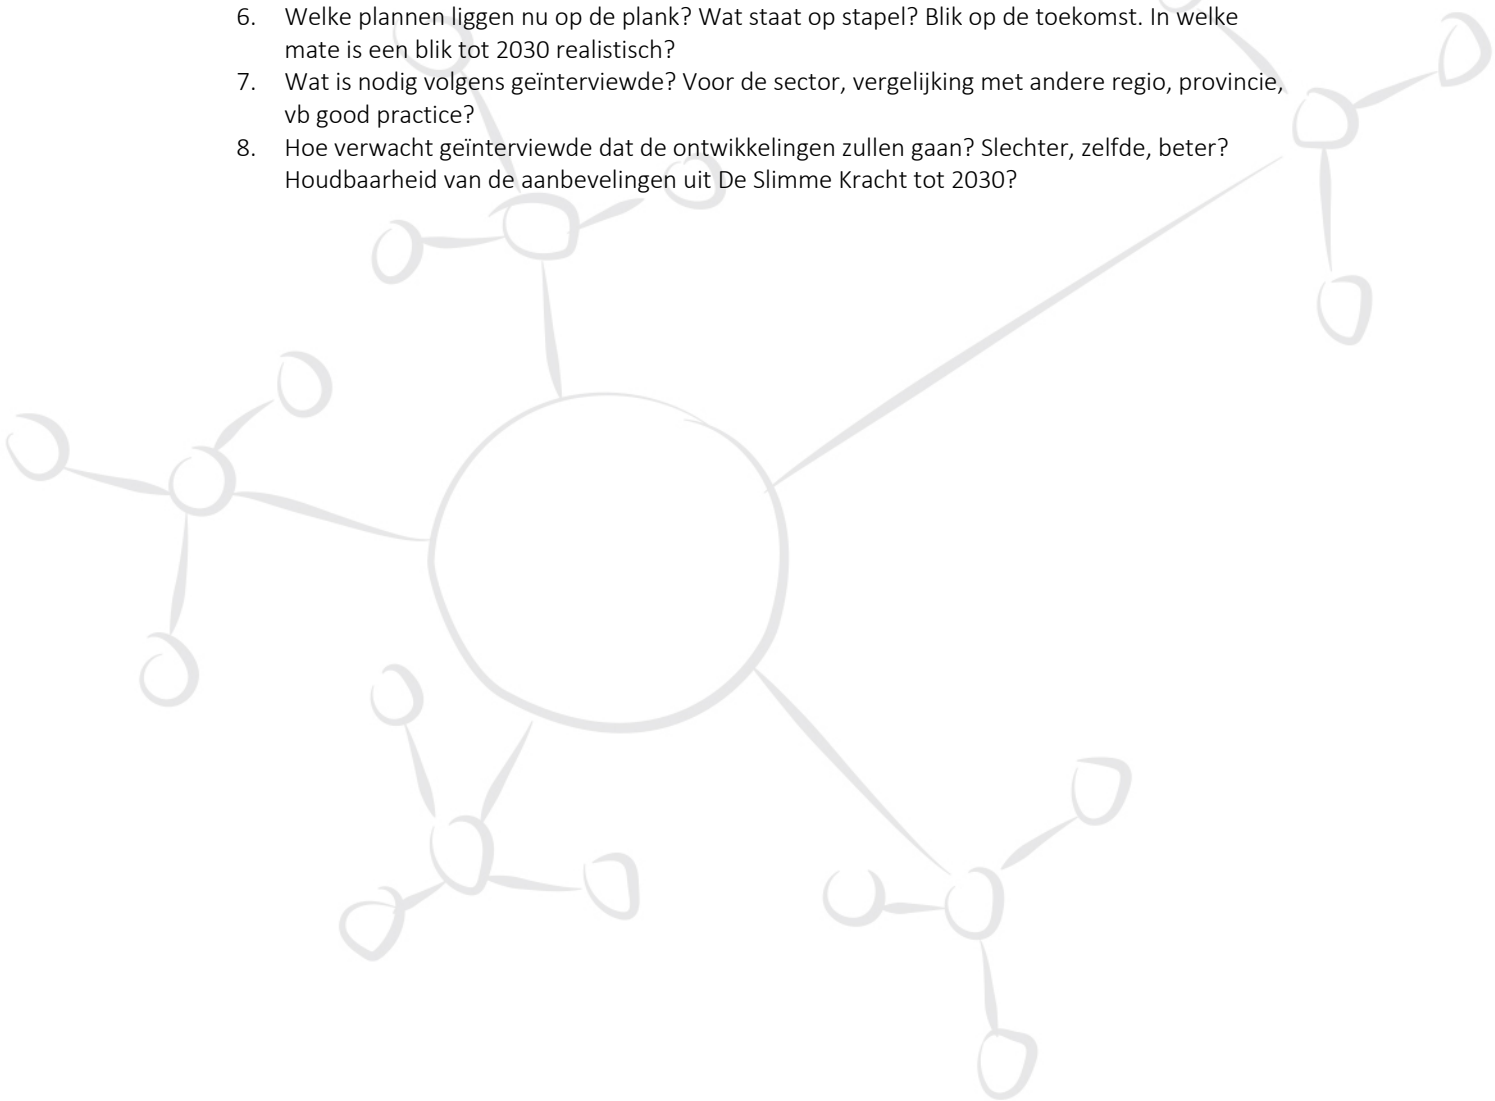 6. Welke plannen liggen nu op de plank? Wat staat op stapel? Blik op de toekomst. In welke
mate is een blik tot 2030 realistisch?
7. Wat is nodig volgens geïnterviewde? Voor de sector, vergelijking met andere regio, provincie,
vb good practice?
8. Hoe verwacht geïnterviewde dat de ontwikkelingen zullen gaan? Slechter, zelfde, beter?
Houdbaarheid van de aanbevelingen uit De Slimme Kracht tot 2030?